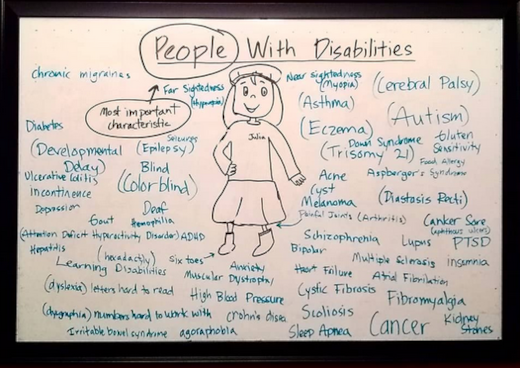 People With Disabilities
chronic migraines
Far Sightedness
(Hyperopia)
Near sightedness
(Myopia)
(Cerebral Palsy)
Most important
characteristic
(Asthma)
(Autism)
Diabetes
Seizures
(Epilepsy)
Julia
(Eczema)
Down Syndrome
(Trisomy 21)
Gluten
Sensitivity
Food Allergy
(Developmental
Delay)
Blind
(Colorblind)
Acne
Cyst
Melanoma
Asperger's Syndrome
Ulcerative Colitis
incontinence
(Diastasis Recti)
Depression
Deaf
Hemophilia
Gout
Painful Joints (Arthritis)
Canker Sore
(aphthous ulcers)
(Attention Deficit Hyperactivity Disorder) ADHD
Schizophrenia
Lupus
PTSD
Hepatitis
(hexadactyly)
six toes
Bipolar
Multiple Sclerosis
insomnia
Learning Disabilities
Anxiety
Muscular Dystrophy
Heart Failure
Atrial Fibrilation
(dyslexia) letters hard to read
High Blood Pressure
Cystic Fibrosis
Fibromyalgia
(dysgraphia) numbers hard to work with
Crohn's
Scoliosis
Irritable bowel syndrome
agoraphobia
Sleep Apnea
Cancer
Kidney
Stones